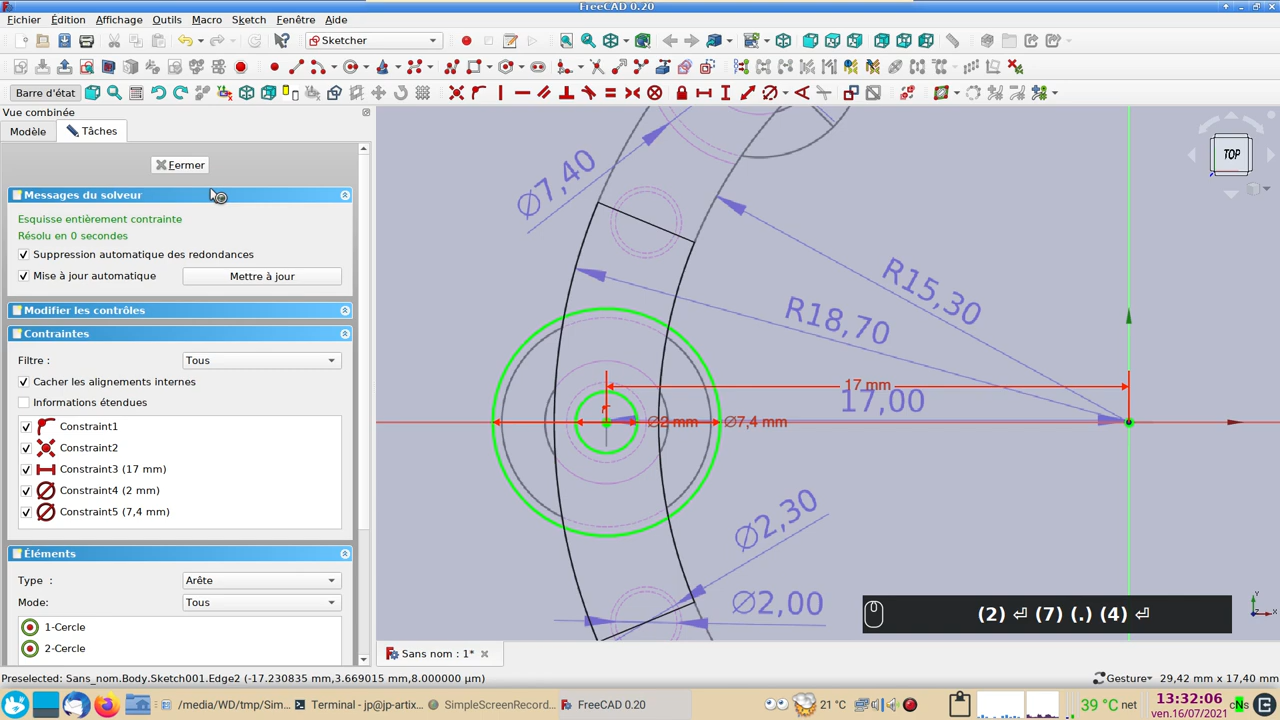 FreeCAD 0.20
Fichier Édition Affichage Outils Macro Sketch Fenêtre Aide
Sketcher
Barre d'état
Vue combinée
Modèle Tâches
Fermer
Messages du solveur
Esquisse entièrement contrainte
Résolu en 0 secondes
Suppression automatique des redondances
Mise à jour automatique Mettre à jour
Modifier les contrôles
Contraintes
Filtre : Tous
Cacher les alignements internes
Informations étendues
Constraint1
Constraint2
Constraint3 (17 mm)
Constraint4 (2 mm)
Constraint5 (7,4 mm)
Éléments
Type : Arête
Mode: Tous
1-Cercle
2-Cercle
∅7,40
R15,30
R18,70
17 mm
17,00
∅2 mm ∅7,4 mm
∅2,30
∅2,00
TOP
(2) ⏎ (7) (.) (4) ⏎
Sans nom : 1*
Preselected: Sans_nom.Body.Sketch001.Edge2 (-17.230835 mm,3.669015 mm,8.000000 µm)
Gesture 29,42 mm x 17,40 mm
/media/WD/tmp/Sim... Terminal - jp@jp-artix... SimpleScreenRecord... FreeCAD 0.20
21 °C
39 °C net
13:32:06
ven.16/07/2021